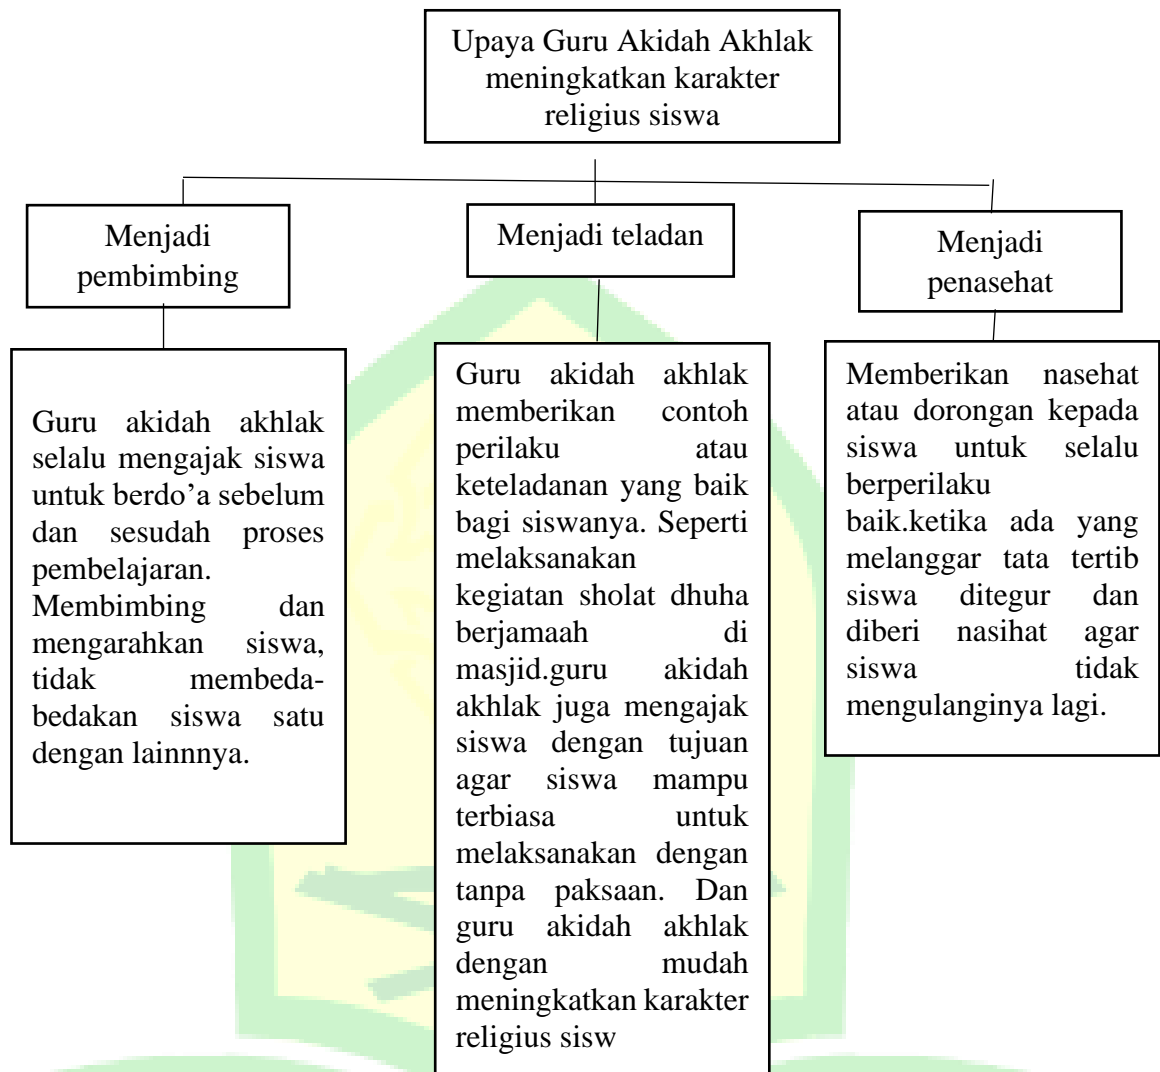 Upaya Guru Akidah Akhlak
meningkatkan karakter
religius siswa
Menjadi
pembimbing
Menjadi teladan
Menjadi
penasehat
Guru akidah akhlak
selalu mengajak siswa
untuk berdo’a sebelum
dan sesudah proses
pembelajaran.
Membimbing dan
mengarahkan siswa,
tidak membeda-
bedakan siswa satu
dengan lainnnya.
Guru akidah akhlak
memberikan contoh
perilaku atau
keteladanan yang baik
bagi siswanya. Seperti
melaksanakan
kegiatan sholat dhuha
berjamaah di
masjid.guru akidah
akhlak juga mengajak
siswa dengan tujuan
agar siswa mampu
terbiasa untuk
melaksanakan dengan
tanpa paksaan. Dan
guru akidah akhlak
dengan mudah
meningkatkan karakter
religius sisw
Memberikan nasehat
atau dorongan kepada
siswa untuk selalu
berperilaku
baik.ketika ada yang
melanggar tata tertib
siswa ditegur dan
diberi nasihat agar
siswa tidak
mengulanginya lagi.